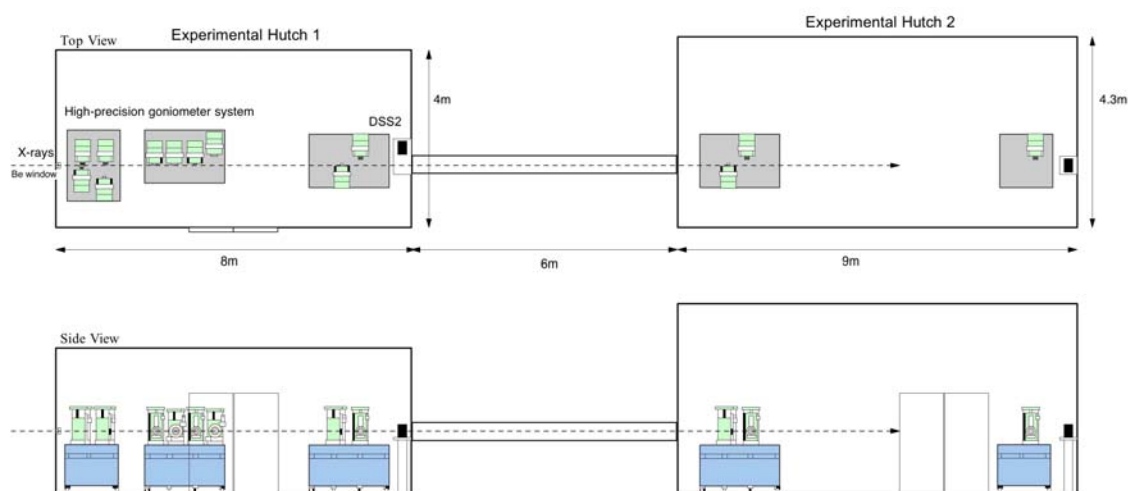 Top View
Experimental Hutch 1
Experimental Hutch 2
4m
4.3m
High-precision goniometer system
DSS2
X-rays
Be window
8m
6m
9m
Side View